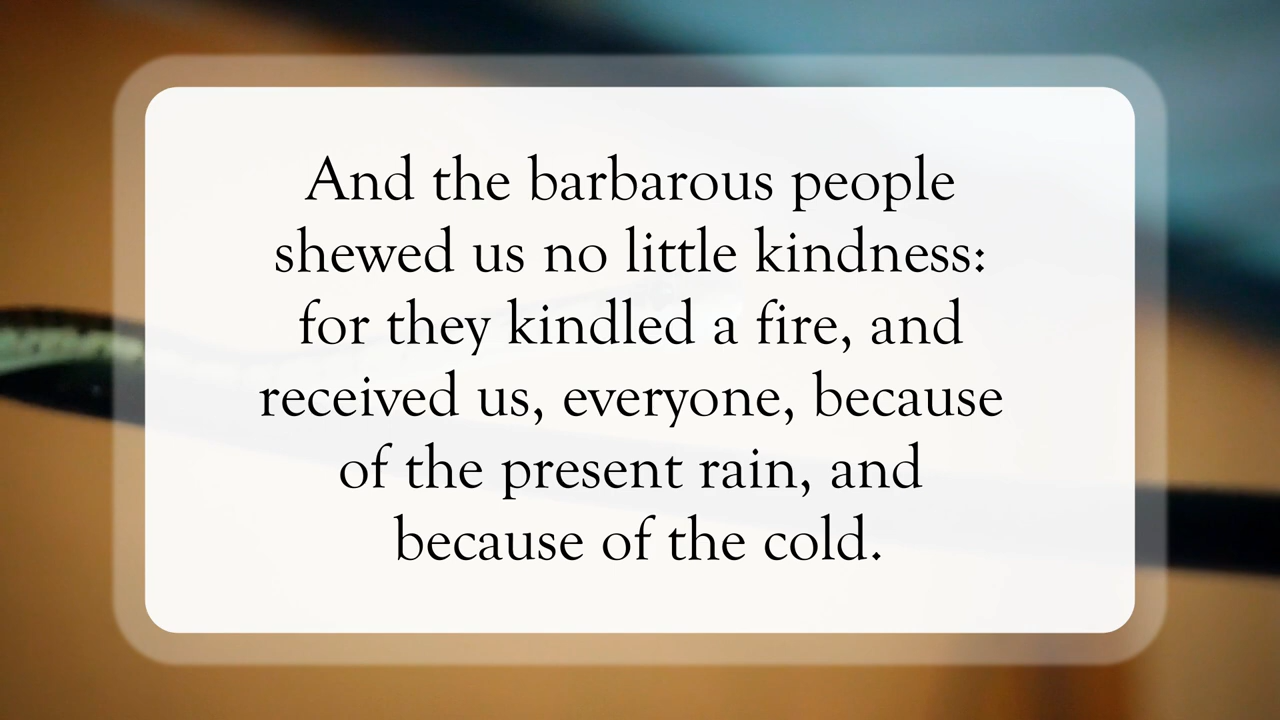 And the barbarous people
shewed us no little kindness:
for they kindled a fire, and
received us, everyone, because
of the present rain, and
because of the cold.